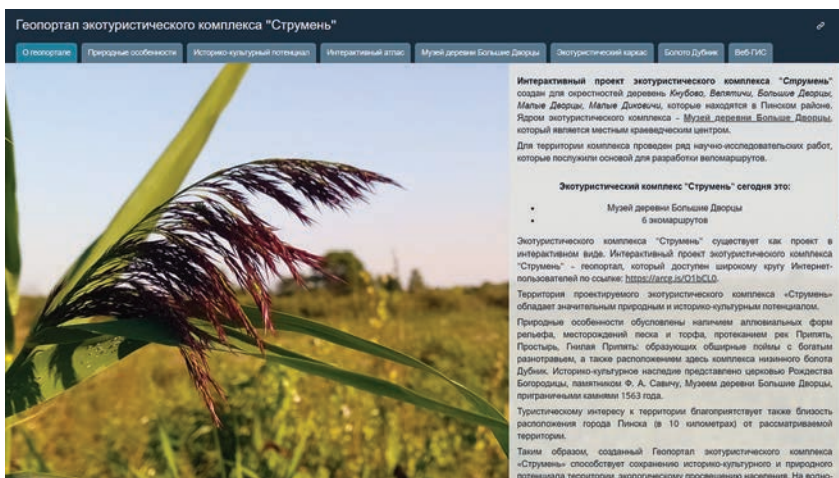 Геопортал экотуристического комплекса "Струмень"
О геопортале Природные особенности Историко-культурный потенциал Интерактивный атлас Музей деревни Большие Дворцы Экотуристический каркас Болото Дубник Веб-ГИС
Интерактивный проект экотуристического комплекса "Струмень"
создан для окрестностей деревень Кнубово, Велятичи, Большие Дворцы,
Малые Дворцы, Малые Диковичи, которые находятся в Пинском районе.
Ядром экотуристического комплекса - Музей деревни Больше Дворцы,
который является местным краеведческим центром.
Для территории комплекса проведен ряд научно-исследовательских работ,
которые послужили основой для разработки веломаршрутов.
Экотуристический комплекс "Струмень" сегодня это:
• Музей деревни Большие Дворцы
• 6 экомаршрутов
Экотуристического комплекса "Струмень" существует как проект в
интерактивном виде. Интерактивный проект экотуристического комплекса
"Струмень" - геопортал, который доступен широкому кругу Интернет-
пользователей по ссылке: https://arcg.is/O1bCL0.
Территория проектируемого экотуристического комплекса «Струмень»
обладает значительным природным и историко-культурным потенциалом.
Природные особенности обусловлены наличием аллювиальных форм
рельефа, месторождений песка и торфа, протеканием рек Припять,
Простырь, Гнилая Припять: образующих обширные поймы с богатым
разнотравьем, а также расположением здесь комплекса низинного болота
Дубник. Историко-культурное наследие представлено церковью Рождества
Богородицы, памятником Ф. А. Савичу, Музеем деревни Большие Дворцы,
приграничными камнями 1563 года.
Туристическому интересу к территории благоприятствует также близость
расположения города Пинска (в 10 километрах) от рассматриваемой
территории.
Таким образом, созданный Геопортал экотуристического комплекса
«Струмень» способствует сохранению историко-культурного и природного
потенциала территории, экологическому просвещению населения. На водно-